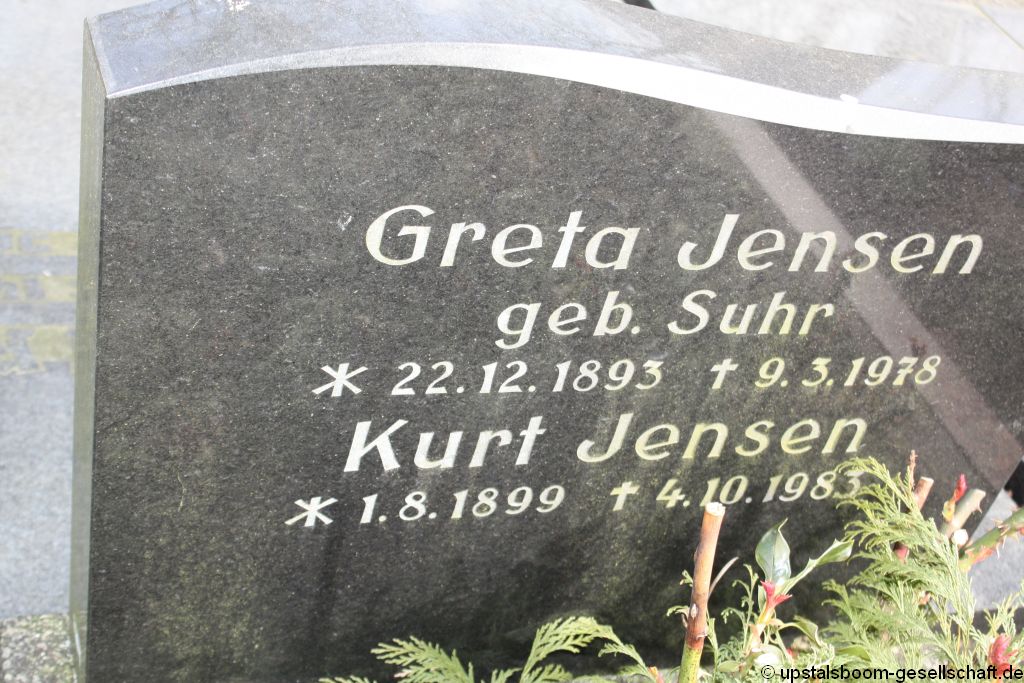 Greta Jensen
geb. Suhr
* 22.12.1893 † 9.3.1978
Kurt Jensen
* 1.8.1899 † 4.10.1983
© upstalsboom-gesellschaft.de